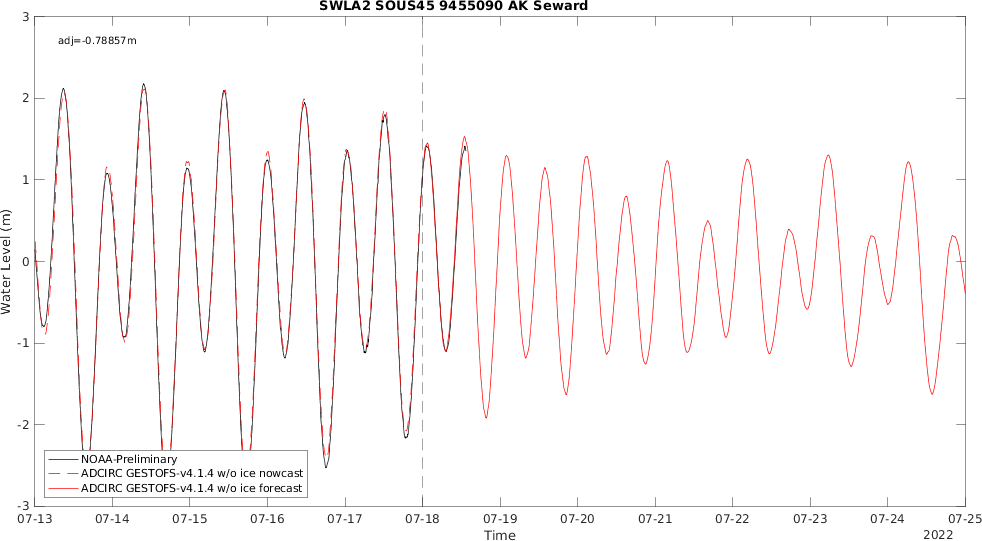 SWLA2 SOUS45 9455090 AK Seward
adj=-0.78857m
3
2
1
0
-1
-2
-3
Water Level (m)
NOAA-Preliminary
ADCIRC GESTOFS-v4.1.4 w/o ice nowcast
ADCIRC GESTOFS-v4.1.4 w/o ice forecast
07-13 07-14 07-15 07-16 07-17 07-18 07-19 07-20 07-21 07-22 07-23 07-24 07-25
Time
2022